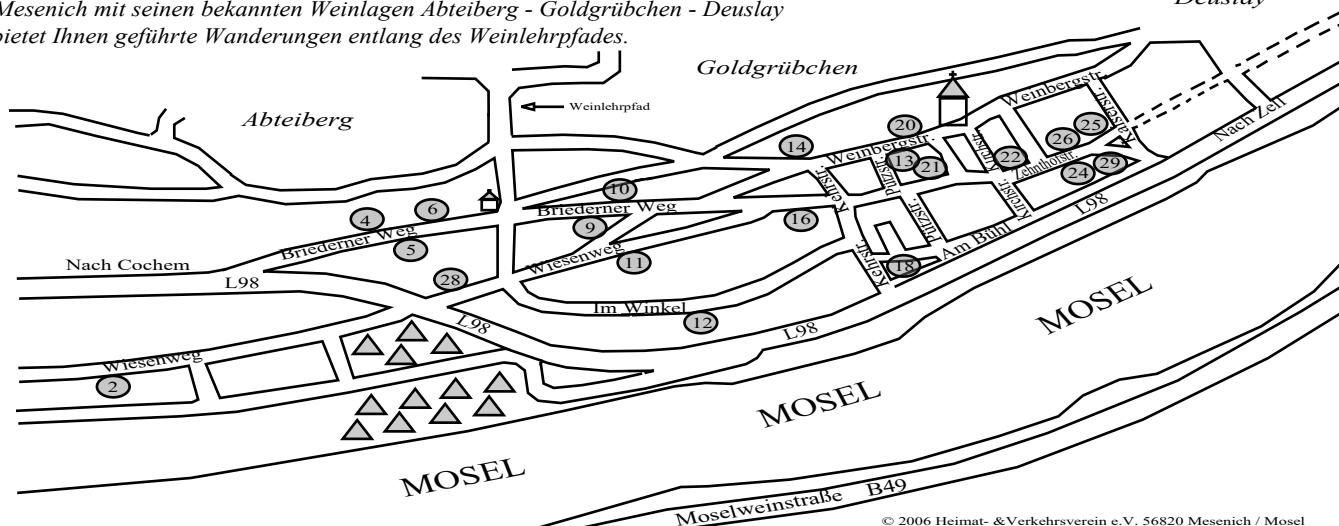 Mesenich mit seinen bekannten Weinlagen Abteiberg - Goldgrübchen - Deuslay
bietet Ihnen geführte Wanderungen entlang des Weinlehrpfades.
Deuslay
Goldgrübchen
Abteiberg
Weinlehrpfad
Weinbergstr.
Kaiserstr.
Nach Zell
20
25
26
14
Weinbergstr.
Kirchstr.
13
21
22
Zehnthofstr.
24
29
Putzstr.
Kehrstr.
Kirchstr.
L98
10
4
6
Briederner Weg
9
16
Putzstr.
Am Bühl
Briederner Weg
5
Wiesenweg
11
Kehrstr.
18
Nach Cochem
L98
28
Im Winkel
12
L98
L98
MOSEL
Wiesenweg
2
MOSEL
MOSEL
Moselweinstraße B49
© 2006 Heimat- &Verkehrsverein e.V. 56820 Mesenich / Mosel